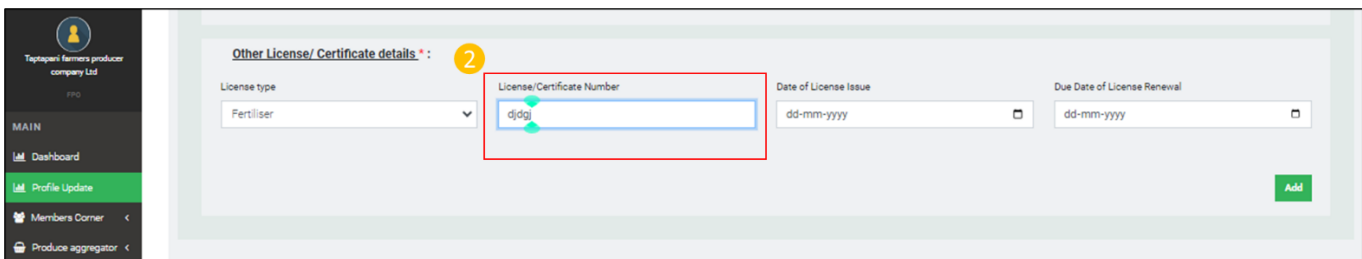 Taptapani farmers producer
company Ltd
FPO
MAIN
Dashboard
Profile Update
Members Corner
Produce aggregator
Other License/ Certificate details * :
2
License type
License/Certificate Number
Date of License Issue
Due Date of License Renewal
Fertiliser
djdgj
dd-mm-yyyy
dd-mm-yyyy
Add